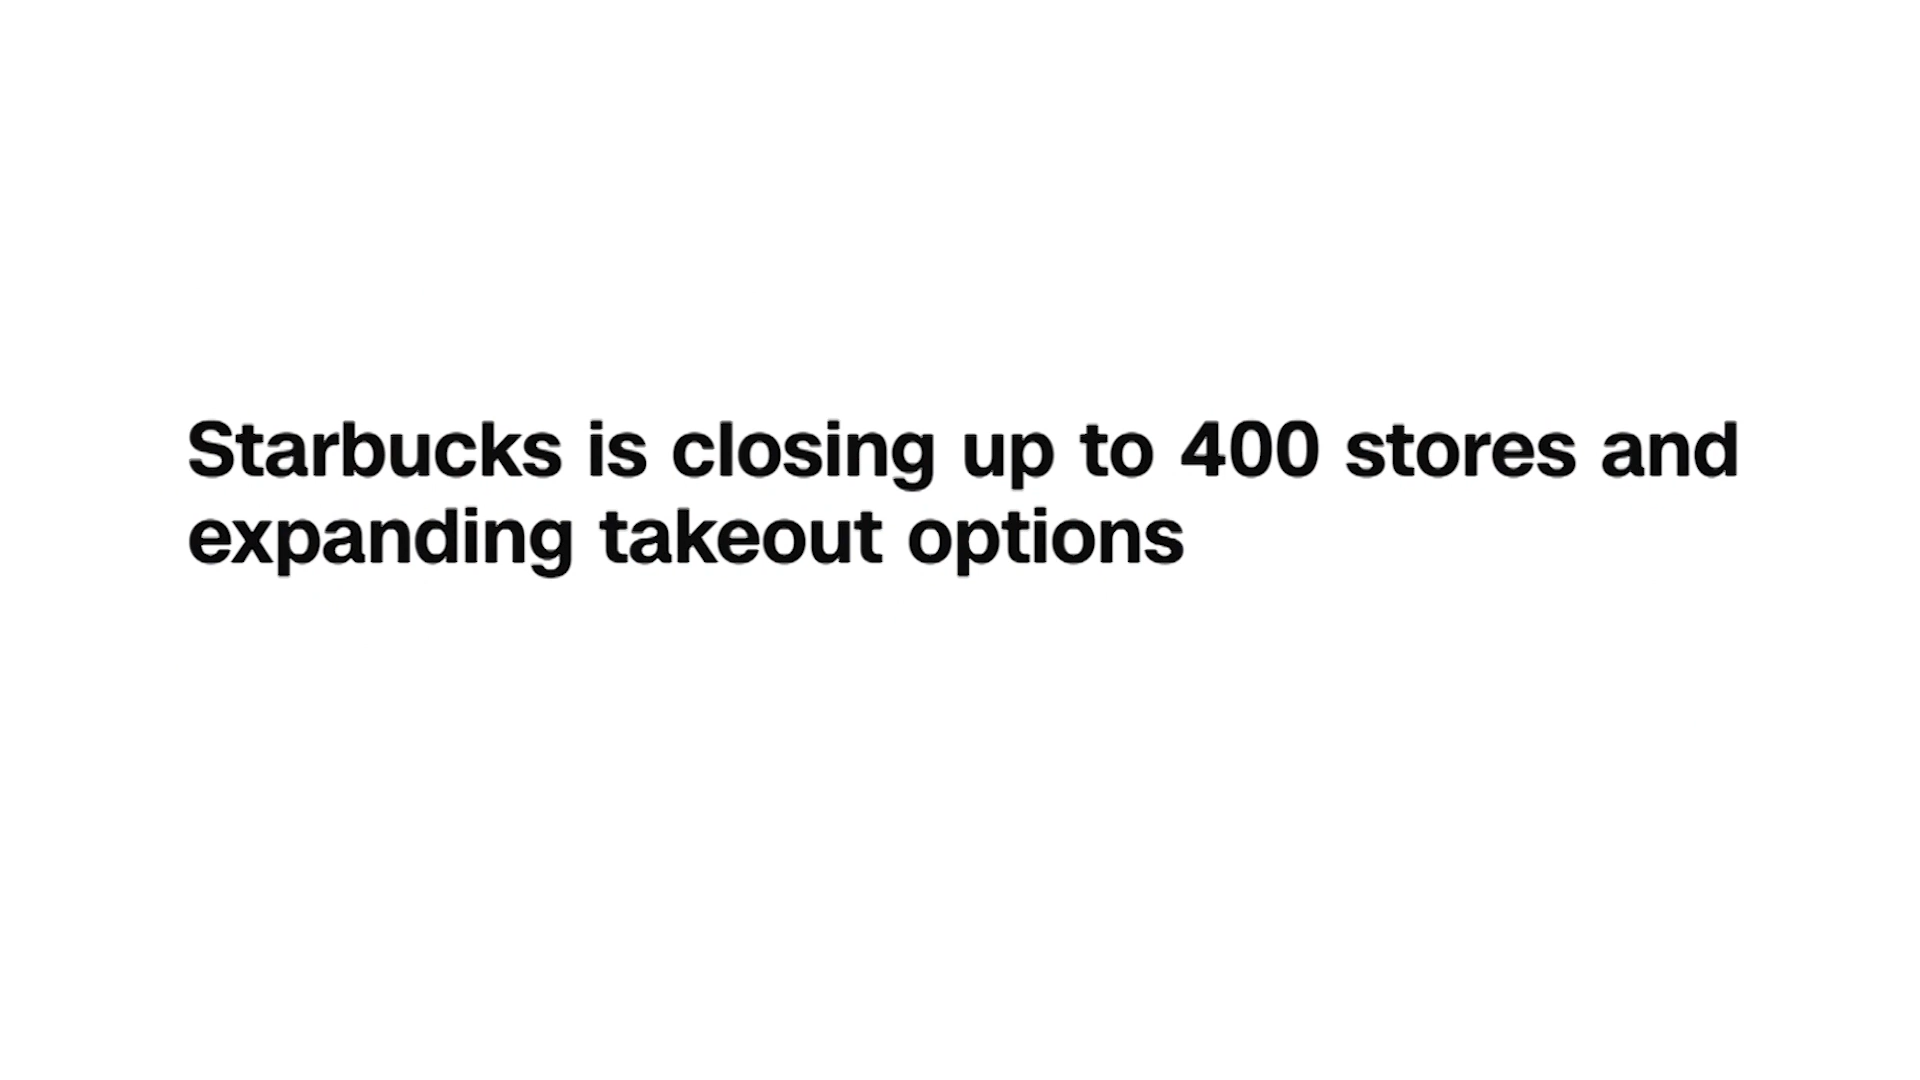 Starbucks is closing up to 400 stores and
expanding takeout options